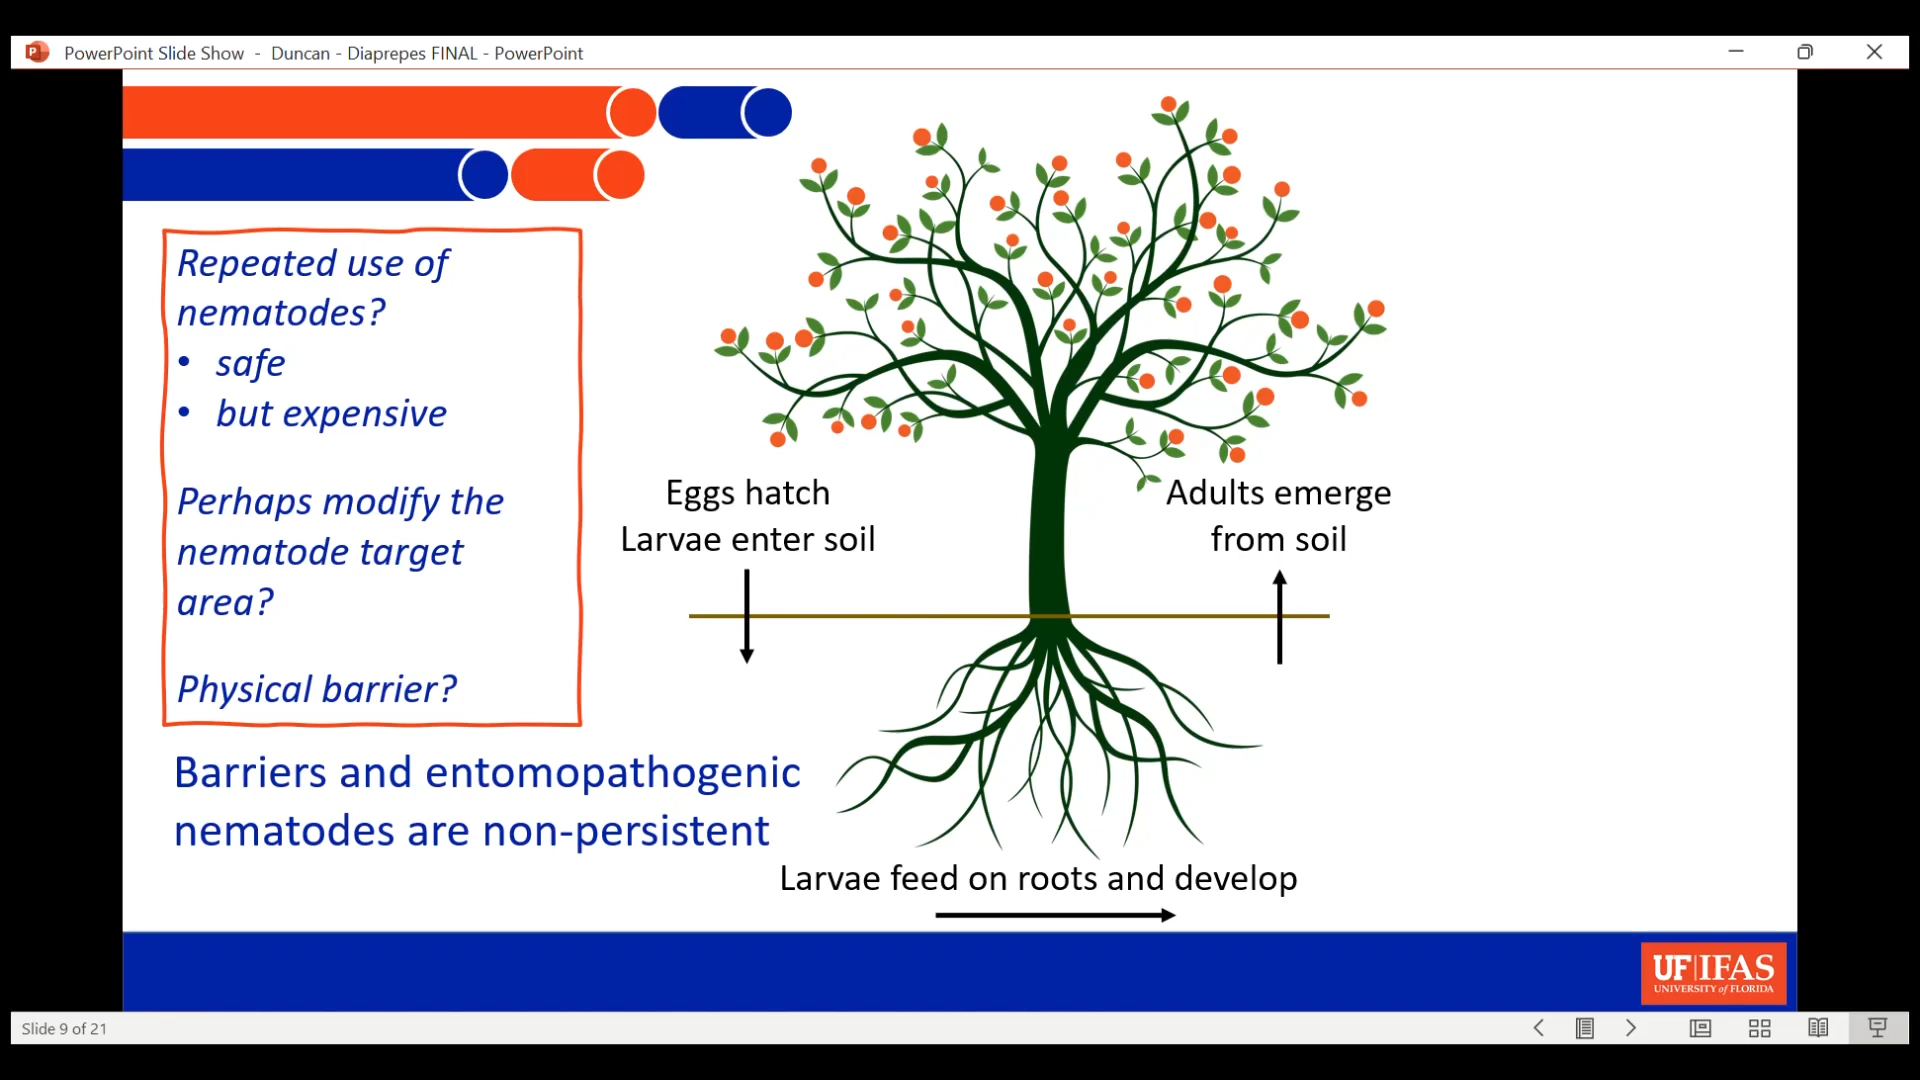 PowerPoint Slide Show - Duncan - Diaprepes FINAL - PowerPoint
Repeated use of
nematodes?
• safe
• but expensive
Perhaps modify the
nematode target
area?
Physical barrier?
Eggs hatch
Larvae enter soil
Adults emerge
from soil
Barriers and entomopathogenic
nematodes are non-persistent
Larvae feed on roots and develop
UF|IFAS
UNIVERSITY of FLORIDA
Slide 9 of 21